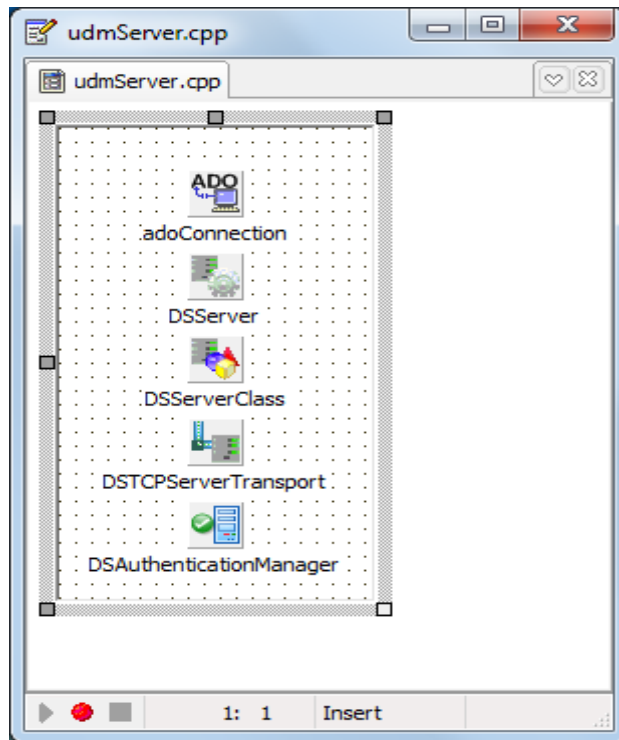 udmServer.cpp
udmServer.cpp
ADO
adoConnection
DSServer
DSServerClass
DSTCPServerTransport
DSAuthenticationManager
1: 1 Insert